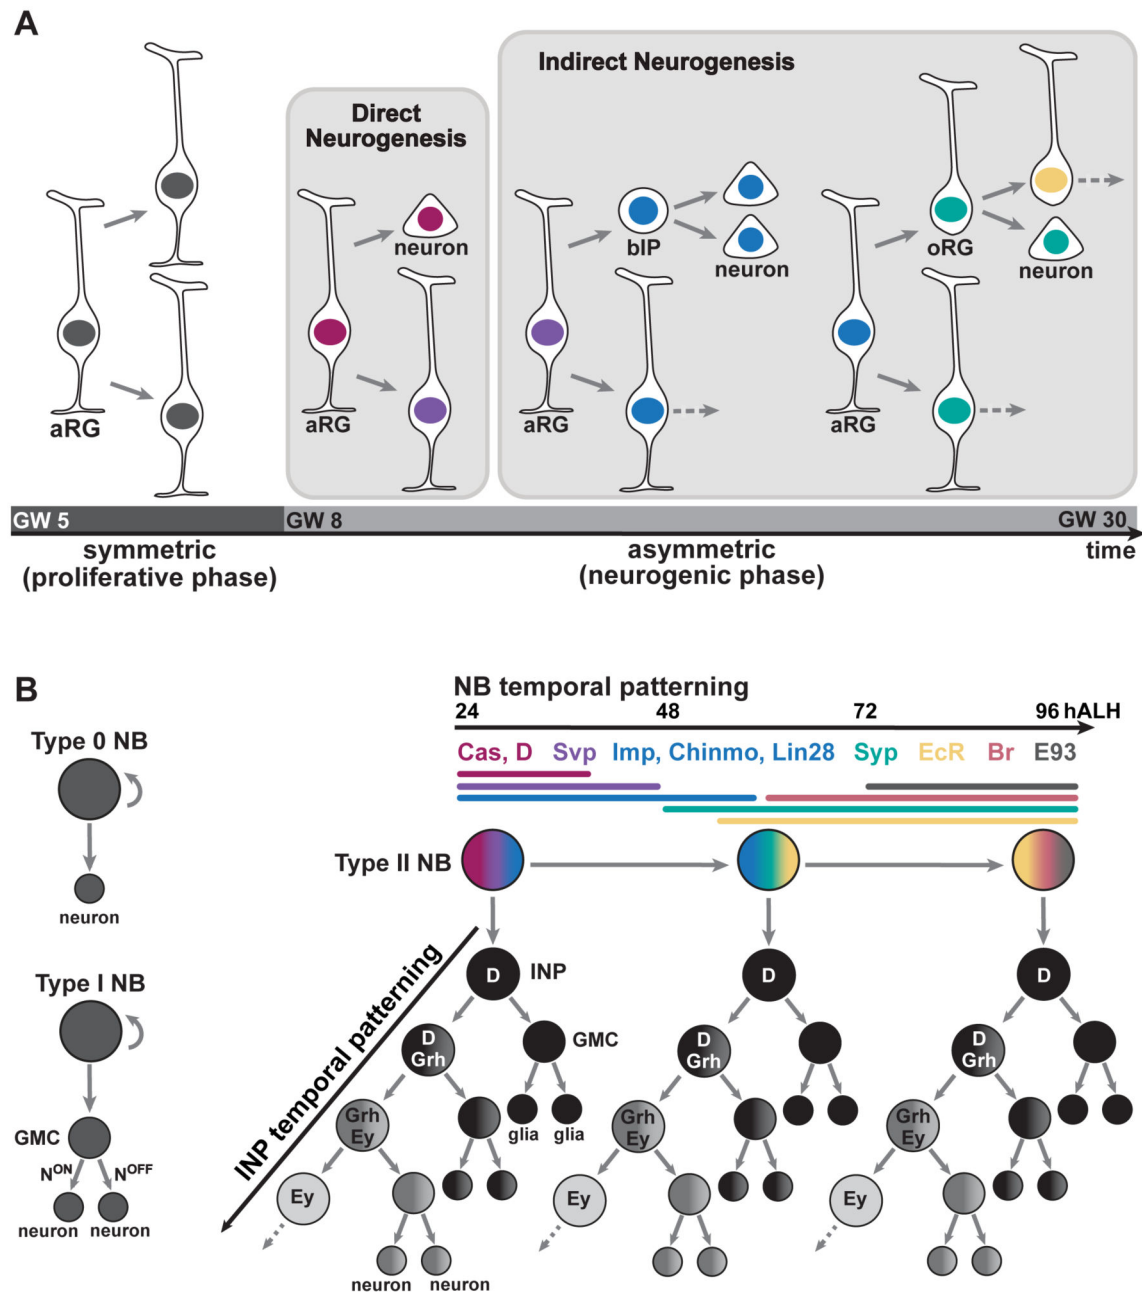 A
Indirect Neurogenesis
Direct
Neurogenesis
neuron
bIP
neuron
oRG
neuron
aRG
aRG
aRG
aRG
GW 5
GW 8
GW 30
symmetric
(proliferative phase)
asymmetric
(neurogenic phase)
time
B
NB temporal patterning
24 48 72 96 hALH
Cas, D Svp Imp, Chinmo, Lin28 Syp EcR Br E93
Type 0 NB
neuron
Type II NB
Type I NB
GMC
N^ON N^OFF
neuron neuron
INP temporal patterning
D INP
D
D
D
Grh
GMC
D
Grh
D
Grh
Grh
Ey
glia glia
Grh
Ey
Grh
Ey
Ey
Ey
Ey
neuron neuron